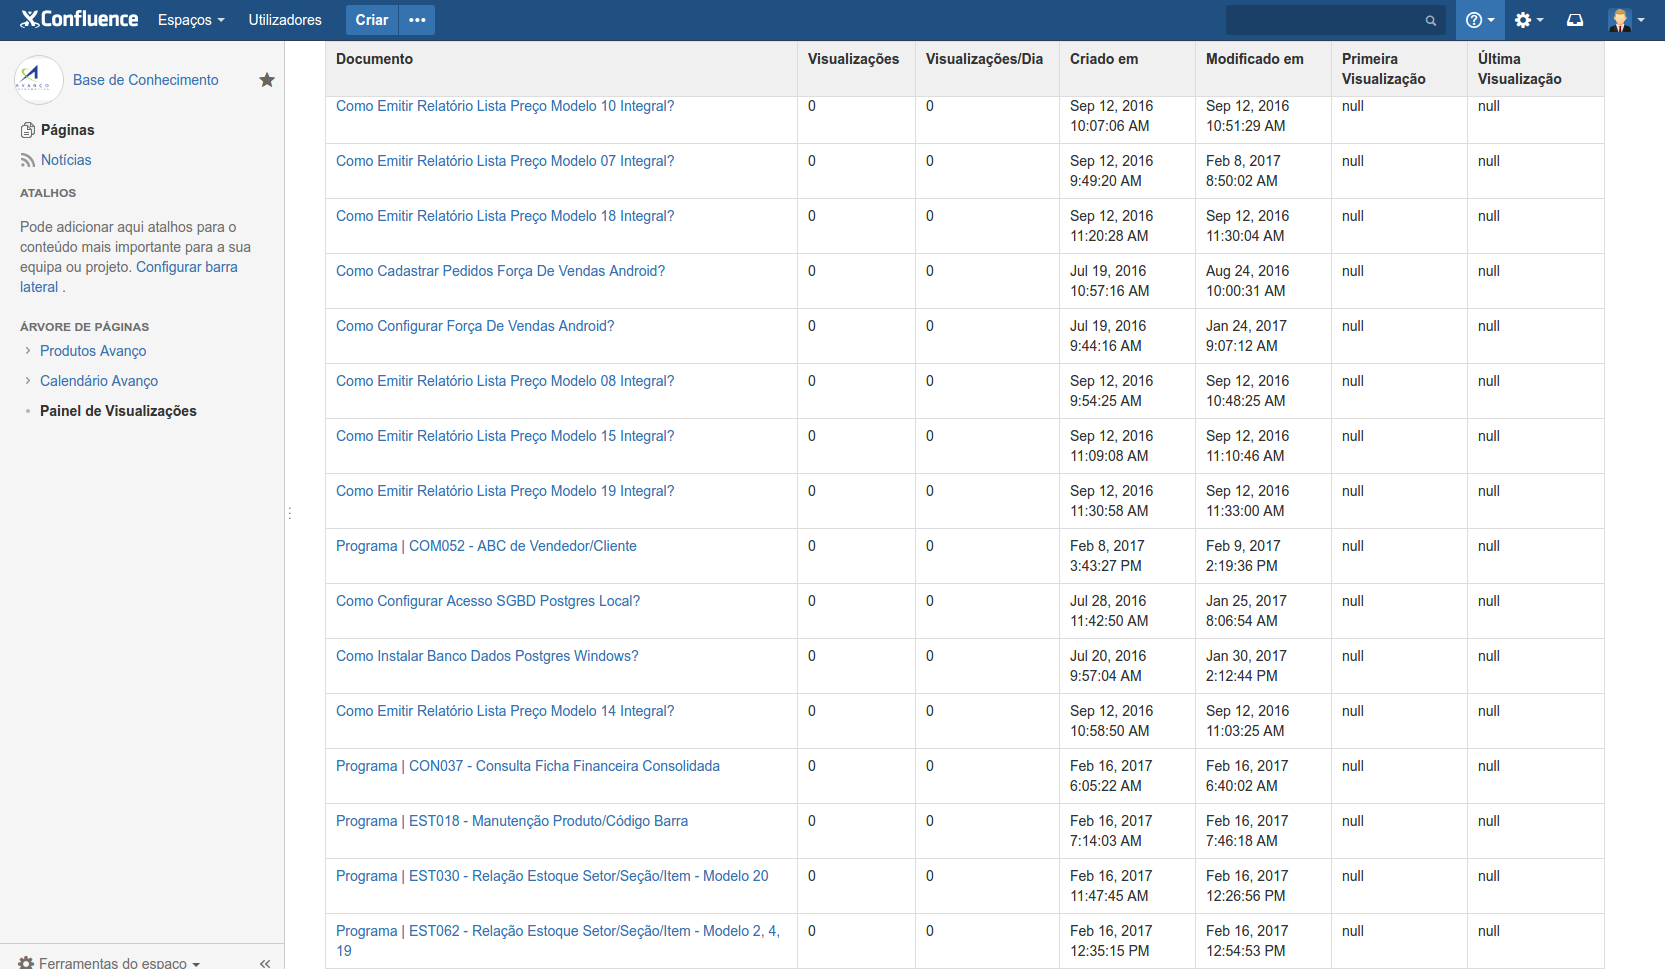 Confluence Espaços Utilizadores Criar
Base de Conhecimento
Páginas
Notícias
ATALHOS
Pode adicionar aqui atalhos para o
conteúdo mais importante para a sua
equipa ou projeto. Configurar barra
lateral .
ÁRVORE DE PÁGINAS
Produtos Avanço
Calendário Avanço
Painel de Visualizações
Ferramentas do espaço
Documento Visualizações Visualizações/Dia Criado em Modificado em Primeira Última
Visualização Visualização
Como Emitir Relatório Lista Preço Modelo 10 Integral? 0 0 Sep 12, 2016 Sep 12, 2016 null null
10:07:06 AM 10:51:29 AM
Como Emitir Relatório Lista Preço Modelo 07 Integral? 0 0 Sep 12, 2016 Feb 8, 2017 null null
9:49:20 AM 8:50:02 AM
Como Emitir Relatório Lista Preço Modelo 18 Integral? 0 0 Sep 12, 2016 Sep 12, 2016 null null
11:20:28 AM 11:30:04 AM
Como Cadastrar Pedidos Força De Vendas Android? 0 0 Jul 19, 2016 Aug 24, 2016 null null
10:57:16 AM 10:00:31 AM
Como Configurar Força De Vendas Android? 0 0 Jul 19, 2016 Jan 24, 2017 null null
9:44:16 AM 9:07:12 AM
Como Emitir Relatório Lista Preço Modelo 08 Integral? 0 0 Sep 12, 2016 Sep 12, 2016 null null
9:54:25 AM 10:48:25 AM
Como Emitir Relatório Lista Preço Modelo 15 Integral? 0 0 Sep 12, 2016 Sep 12, 2016 null null
11:09:08 AM 11:10:46 AM
Como Emitir Relatório Lista Preço Modelo 19 Integral? 0 0 Sep 12, 2016 Sep 12, 2016 null null
11:30:58 AM 11:33:00 AM
Programa | COM052 - ABC de Vendedor/Cliente 0 0 Feb 8, 2017 Feb 9, 2017 null null
3:43:27 PM 2:19:36 PM
Como Configurar Acesso SGBD Postgres Local? 0 0 Jul 28, 2016 Jan 25, 2017 null null
11:42:50 AM 8:06:54 AM
Como Instalar Banco Dados Postgres Windows? 0 0 Jul 20, 2016 Jan 30, 2017 null null
9:57:04 AM 2:12:44 PM
Como Emitir Relatório Lista Preço Modelo 14 Integral? 0 0 Sep 12, 2016 Sep 12, 2016 null null
10:58:50 AM 11:03:25 AM
Programa | CON037 - Consulta Ficha Financeira Consolidada 0 0 Feb 16, 2017 Feb 16, 2017 null null
6:05:22 AM 6:40:02 AM
Programa | EST018 - Manutenção Produto/Código Barra 0 0 Feb 16, 2017 Feb 16, 2017 null null
7:14:03 AM 7:46:18 AM
Programa | EST030 - Relação Estoque Setor/Seção/Item - Modelo 20 0 0 Feb 16, 2017 Feb 16, 2017 null null
11:47:45 AM 12:26:56 PM
Programa | EST062 - Relação Estoque Setor/Seção/Item - Modelo 2, 4, 0 0 Feb 16, 2017 Feb 16, 2017 null null
19 12:35:15 PM 12:54:53 PM